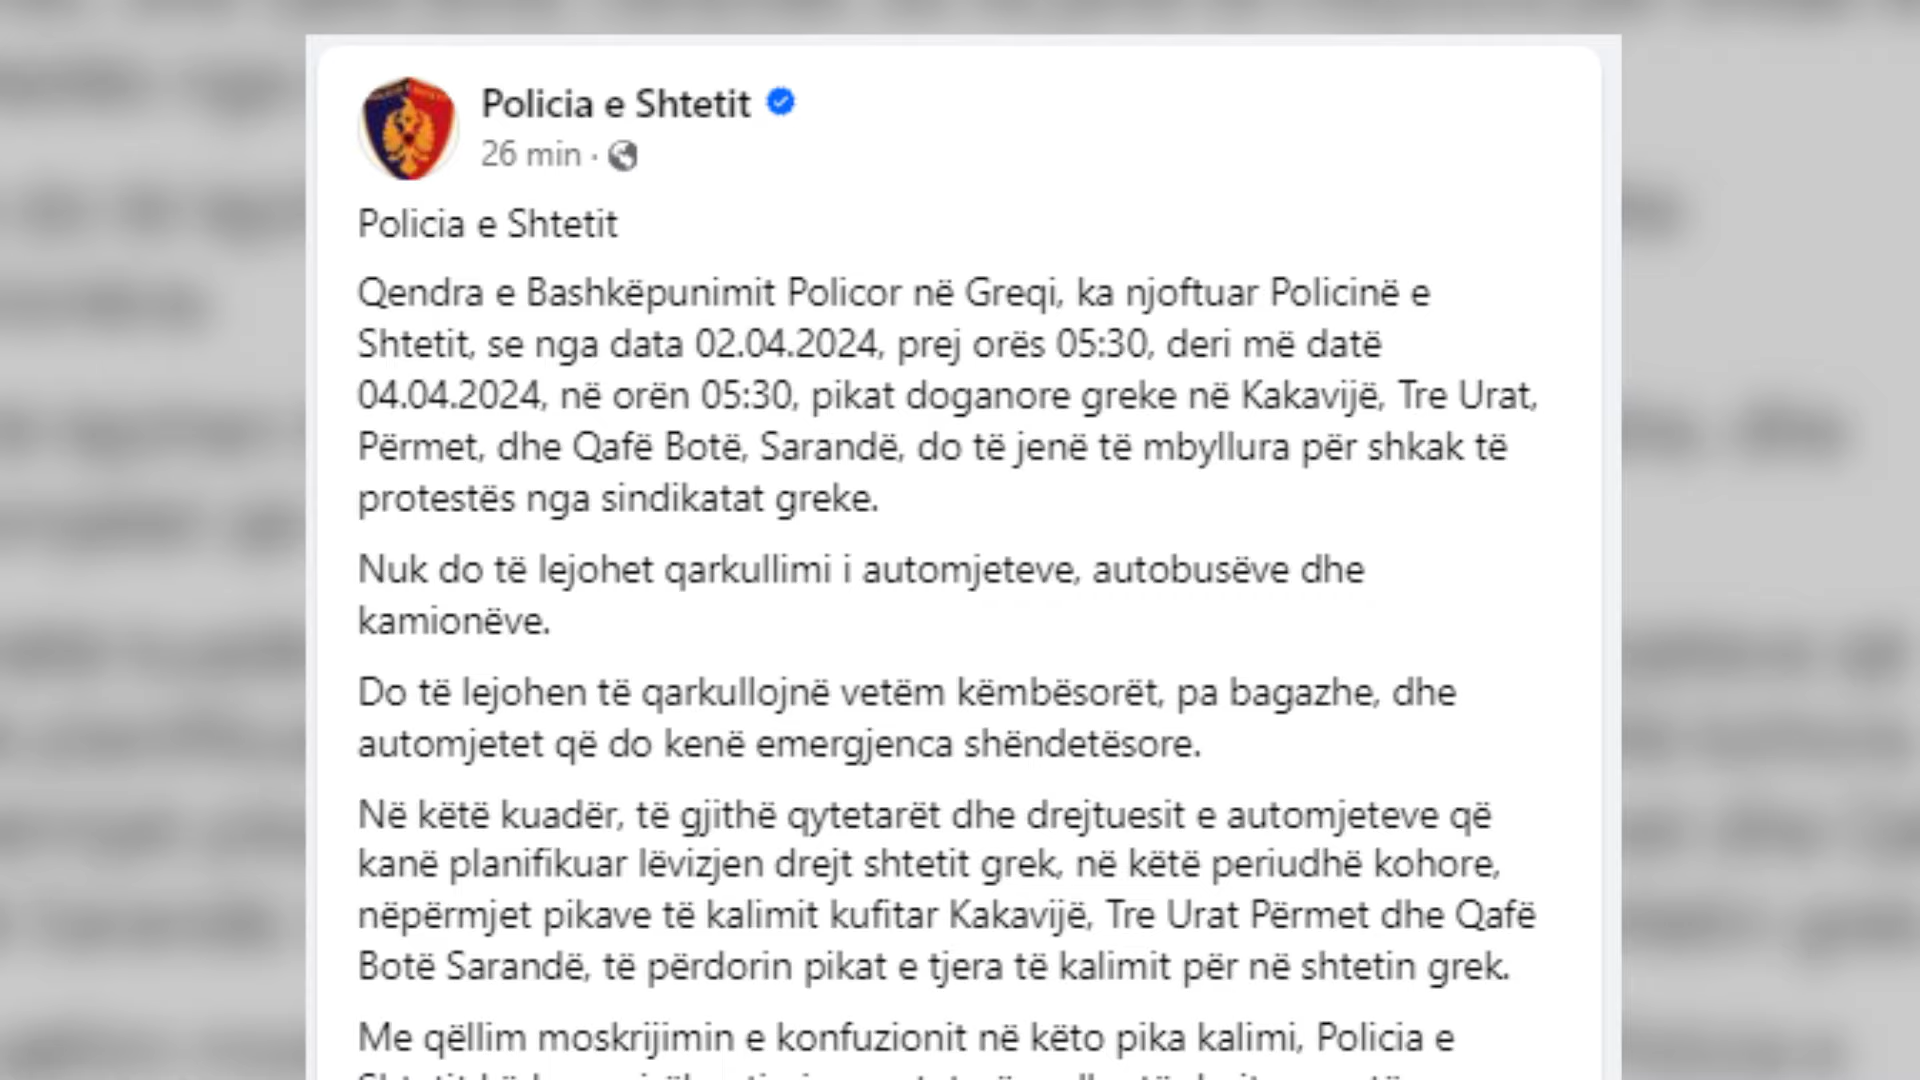 Policia e Shtetit
26 min ·
Policia e Shtetit
Qendra e Bashkëpunimit Policor në Greqi, ka njoftuar Policinë e
Shtetit, se nga data 02.04.2024, prej orës 05:30, deri më datë
04.04.2024, në orën 05:30, pikat doganore greke në Kakavijë, Tre Urat,
Përmet, dhe Qafë Botë, Sarandë, do të jenë të mbyllura për shkak të
protestës nga sindikatat greke.
Nuk do të lejohet qarkullimi i automjeteve, autobusëve dhe
kamionëve.
Do të lejohen të qarkullojnë vetëm këmbësorët, pa bagazhe, dhe
automjetet që do kenë emergjenca shëndetësore.
Në këtë kuadër, të gjithë qytetarët dhe drejtuesit e automjeteve që
kanë planifikuar lëvizjen drejt shtetit grek, në këtë periudhë kohore,
nëpërmjet pikave të kalimit kufitar Kakavijë, Tre Urat Përmet dhe Qafë
Botë Sarandë, të përdorin pikat e tjera të kalimit për në shtetin grek.
Me qëllim moskrijimin e konfuzionit në këto pika kalimi, Policia e